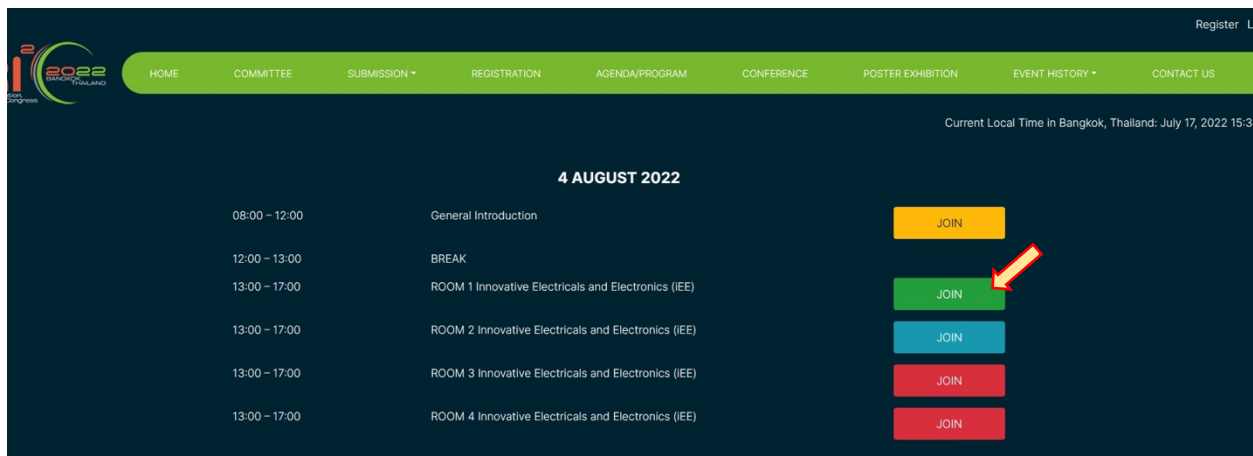 Register
2022
BANGKOK
THAILAND
Congress
HOME COMMITTEE SUBMISSION REGISTRATION AGENDA/PROGRAM CONFERENCE POSTER EXHIBITION EVENT HISTORY CONTACT US
Current Local Time in Bangkok, Thailand: July 17, 2022 15:3
4 AUGUST 2022
08:00 – 12:00 General Introduction JOIN
12:00 – 13:00 BREAK
13:00 – 17:00 ROOM 1 Innovative Electricals and Electronics (iEE) JOIN
13:00 – 17:00 ROOM 2 Innovative Electricals and Electronics (iEE) JOIN
13:00 – 17:00 ROOM 3 Innovative Electricals and Electronics (iEE) JOIN
13:00 – 17:00 ROOM 4 Innovative Electricals and Electronics (iEE) JOIN